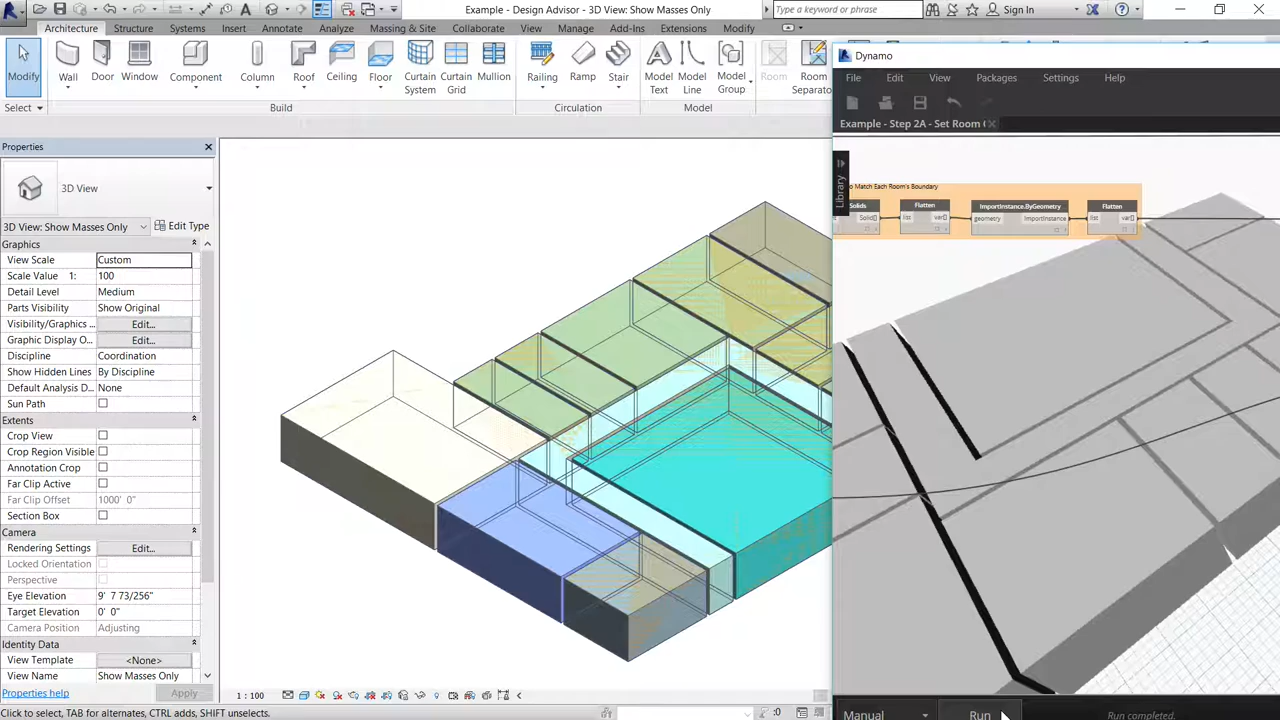 Example - Design Advisor - 3D View: Show Masses Only
Type a keyword or phrase
Sign In
Architecture Structure Systems Insert Annotate Analyze Massing & Site Collaborate View Manage Add-Ins Extensions Modify
Modify Wall Door Window Component Column Roof Ceiling Floor Curtain System Curtain Grid Mullion Railing Ramp Stair Model Text Model Line Model Group Room Room Separator
Select Build Circulation Model
Properties
3D View
3D View: Show Masses Only Edit Type
Graphics
View Scale Custom
Scale Value 1: 100
Detail Level Medium
Parts Visibility Show Original
Visibility/Graphics ... Edit...
Graphic Display O... Edit...
Discipline Coordination
Show Hidden Lines By Discipline
Default Analysis D... None
Sun Path
Extents
Crop View
Crop Region Visible
Annotation Crop
Far Clip Active
Far Clip Offset 1000' 0"
Section Box
Camera
Rendering Settings Edit...
Locked Orientation
Perspective
Eye Elevation 9' 7 73/256"
Target Elevation 0' 0"
Camera Position Adjusting
Identity Data
View Template <None>
View Name Show Masses Only
Properties help Apply
1 : 100
Click to select, TAB for alterna CTRL adds, SHIFT unselects.
:0
Dynamo
File Edit View Packages Settings Help
Example - Step 2A - Set Room
Library
o Match Each Room's Boundary
Solids Flatten ImportInstance.ByGeometry Flatten
Solid[] list var[] geometry ImportInstance list var[]
Manual Run Run completed.